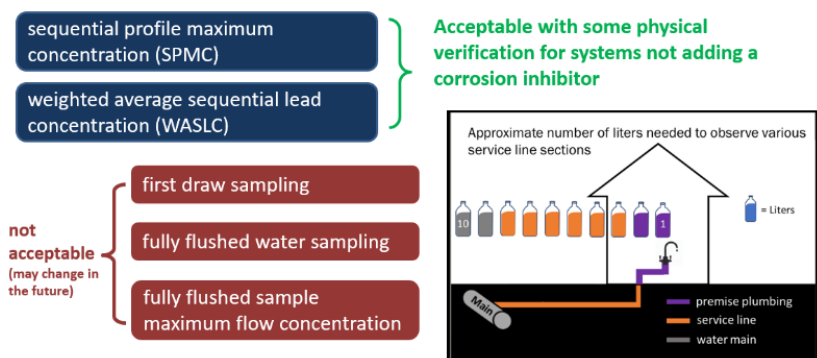 sequential profile maximum
concentration (SPMC)
weighted average sequential lead
concentration (WASLC)
Acceptable with some physical
verification for systems not adding a
corrosion inhibitor
not
acceptable
(may change in
the future)
first draw sampling
fully flushed water sampling
fully flushed sample
maximum flow concentration
Approximate number of liters needed to observe various
service line sections
10
1
= Liters
Main
premise plumbing
service line
water main